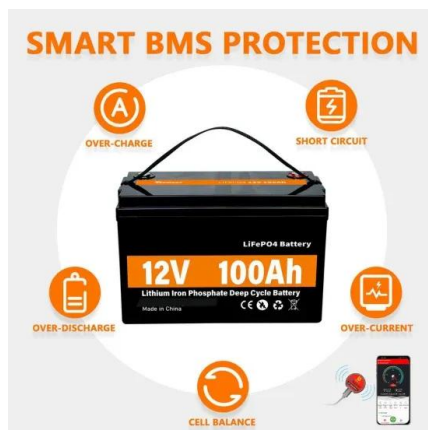 SMART BMS PROTECTION
OVER-CHARGE
SHORT CIRCUIT
LiFePO4 Battery
12V 100Ah
Lithium Iron Phosphate Deep Cycle Battery
Made in China
CE
OVER-DISCHARGE
OVER-CURRENT
CELL BALANCE